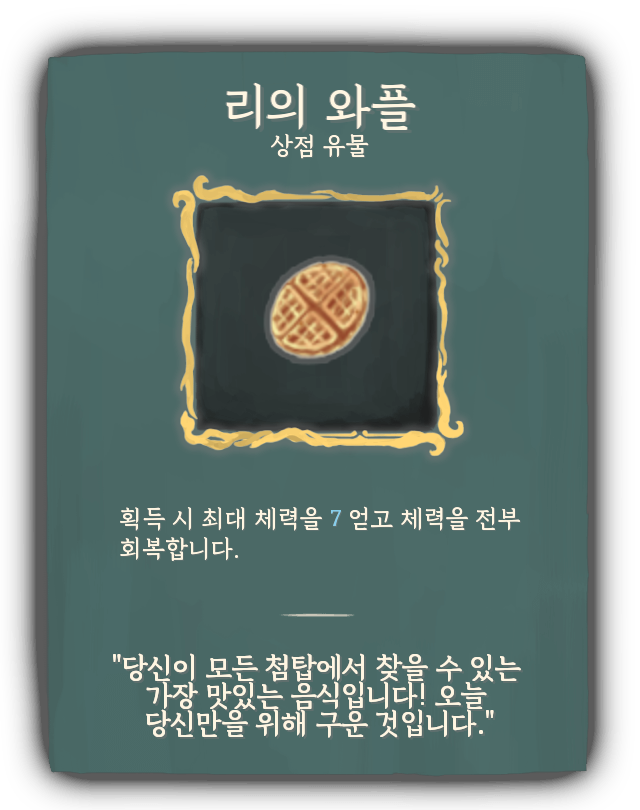 리의 와플
상점 유물
획득 시 최대 체력을 7 얻고 체력을 전부
회복합니다.
"당신이 모든 첨탑에서 찾을 수 있는
가장 맛있는 음식입니다! 오늘
당신만을 위해 구운 것입니다."